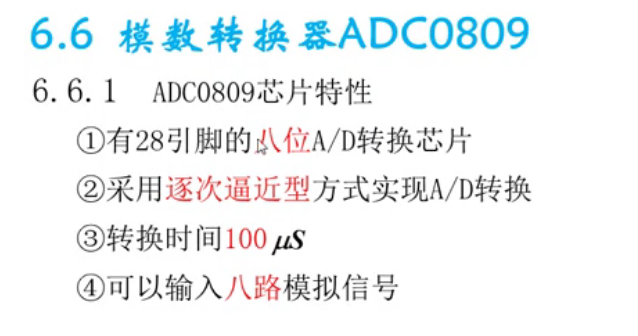 6.6 模数转换器ADC0809
6.6.1 ADC0809芯片特性
①有28引脚的八位A/D转换芯片
②采用逐次逼近型方式实现A/D转换
③转换时间100 μS
④可以输入八路模拟信号